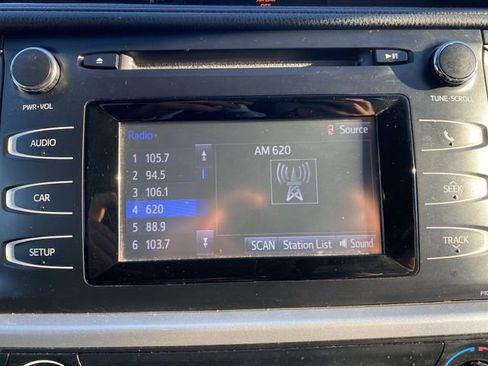 PWR•VOL
TUNE•SCROLL
AUDIO
CAR
SETUP
SEEK
TRACK
Radio
Source
1 105.7
2 94.5
3 106.1
4 620
5 88.9
6 103.7
AM 620
SCAN Station List Sound